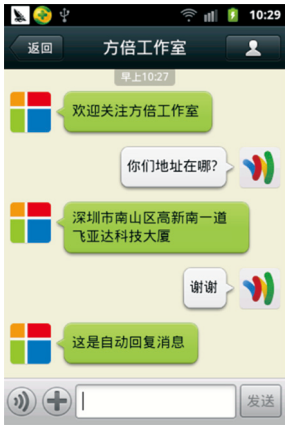 10:29
返回
方倍工作室
早上10:27
欢迎关注方倍工作室
你们地址在哪?
深圳市南山区高新南一道
飞亚达科技大厦
谢谢
这是自动回复消息
发送